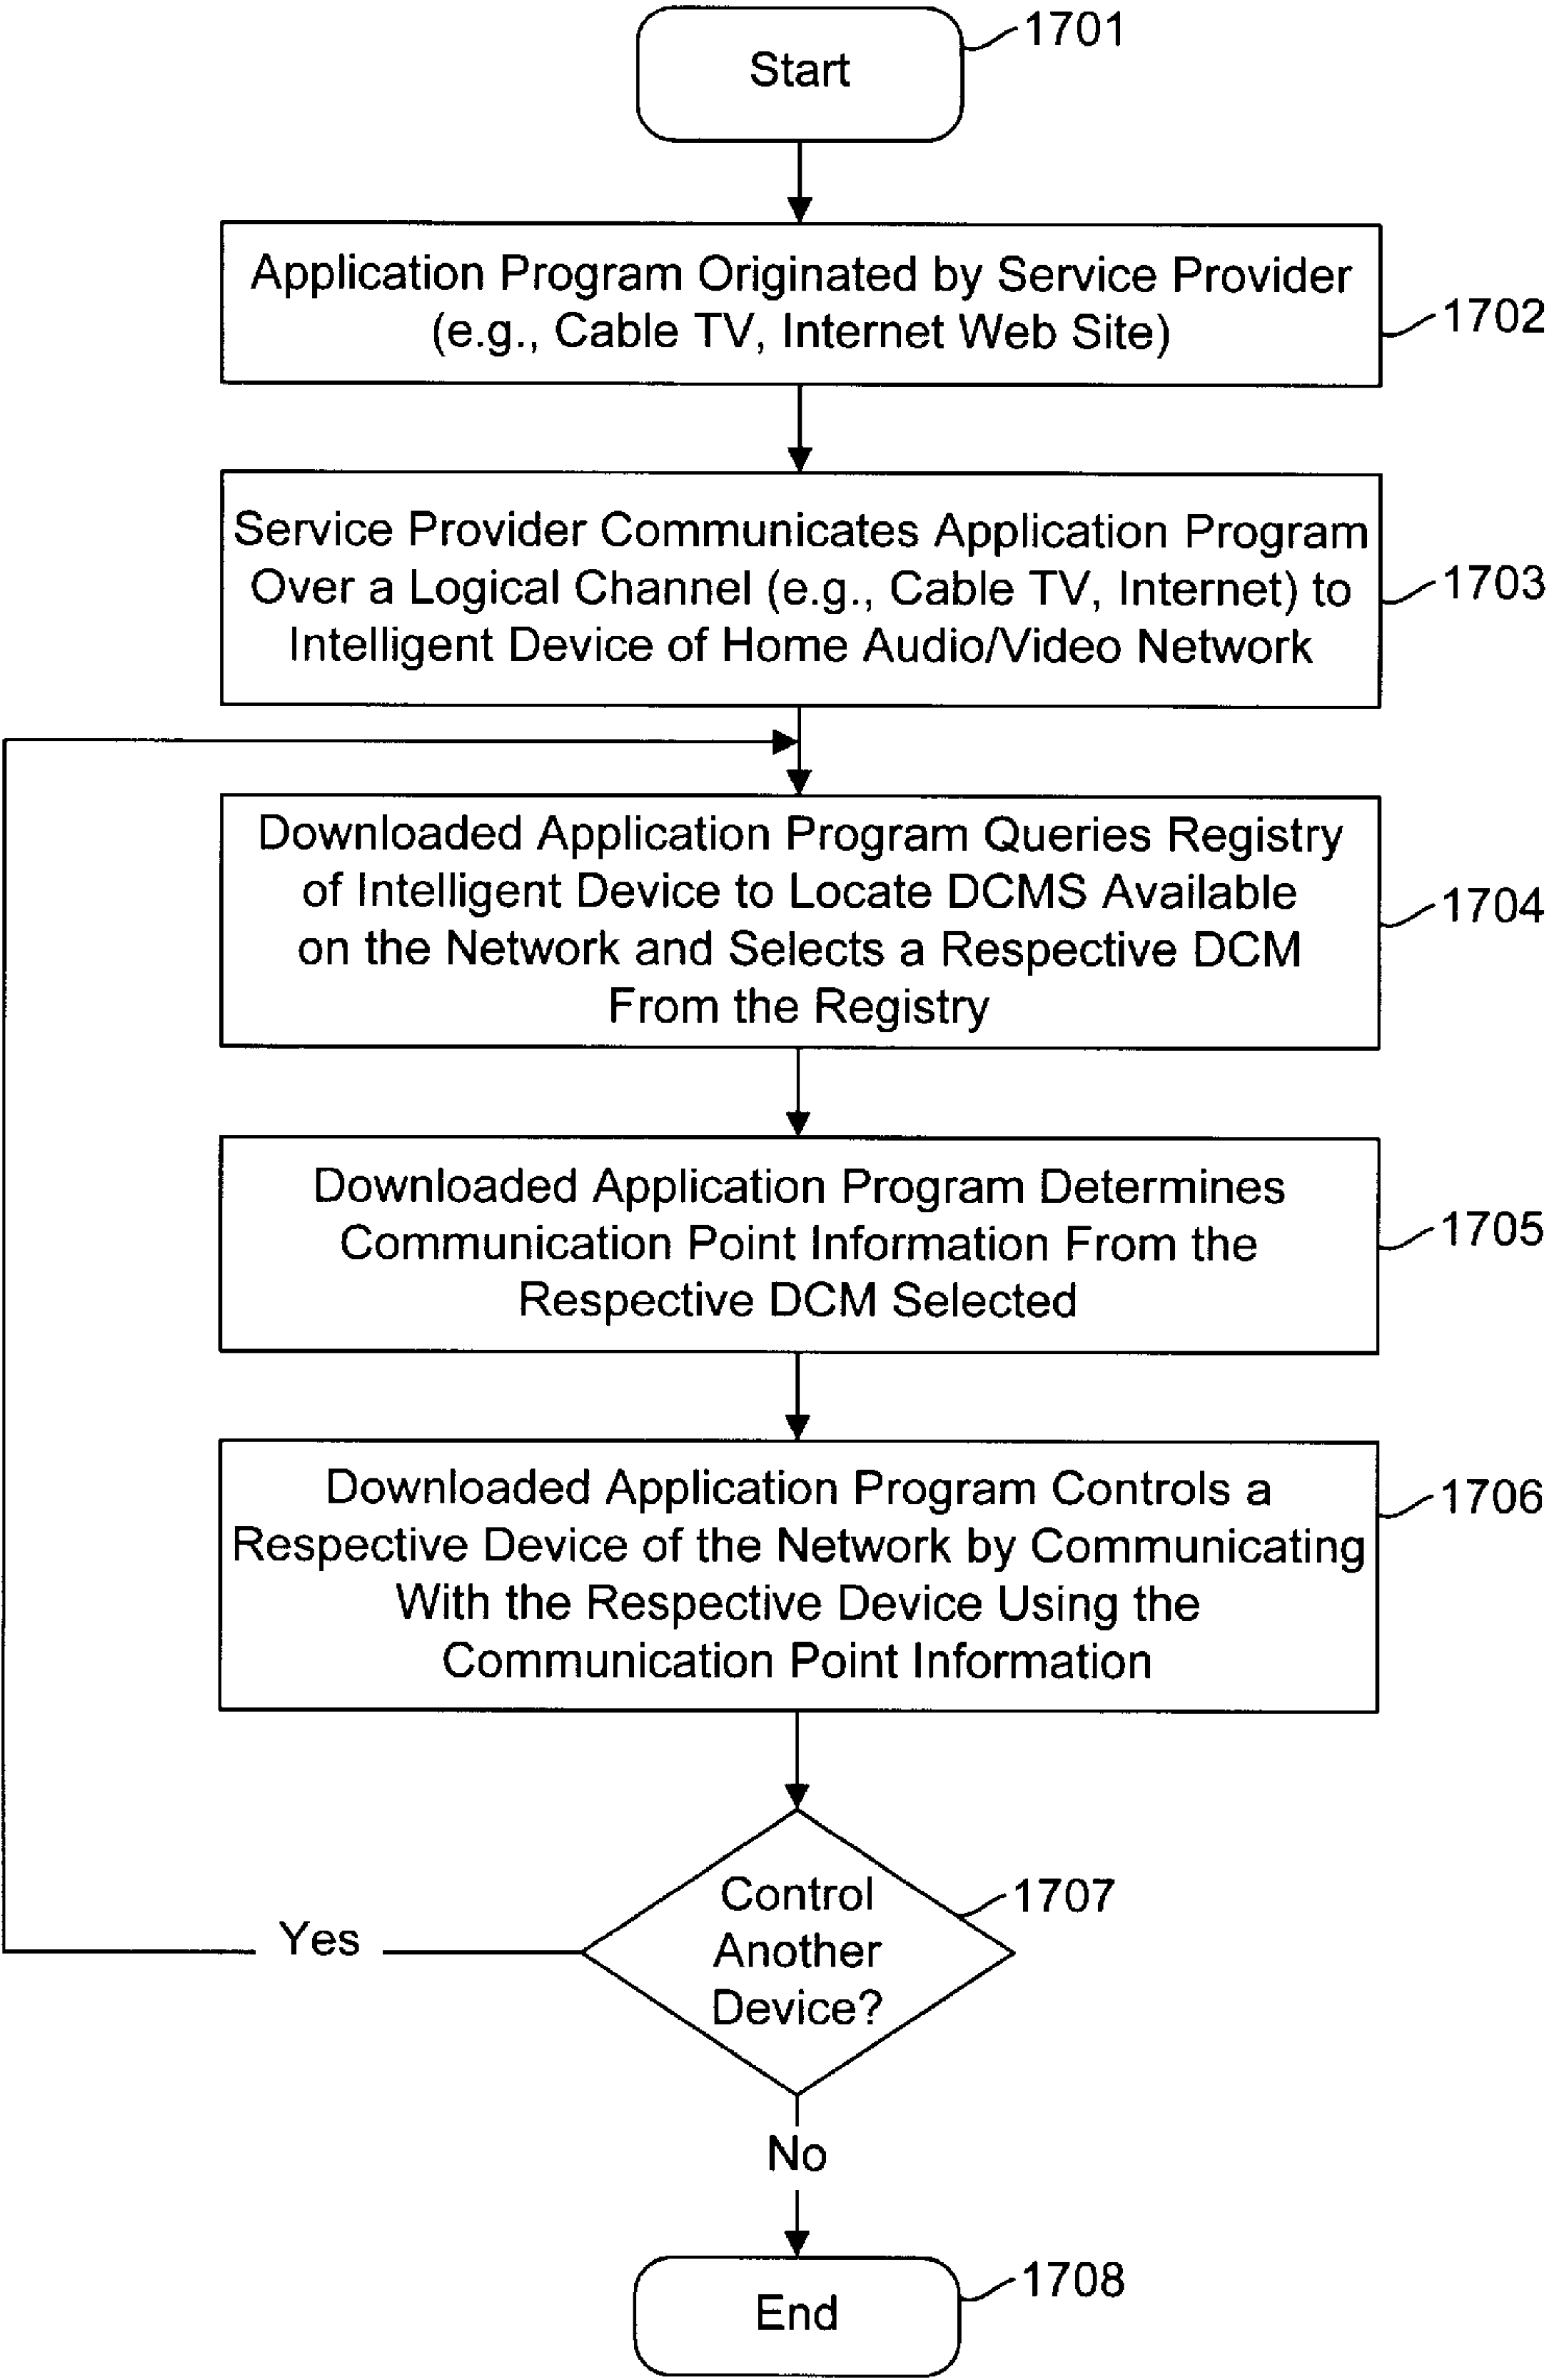 Start
1701
Application Program Originated by Service Provider
(e.g., Cable TV, Internet Web Site)
1702
Service Provider Communicates Application Program
Over a Logical Channel (e.g., Cable TV, Internet) to
Intelligent Device of Home Audio/Video Network
1703
Downloaded Application Program Queries Registry
of Intelligent Device to Locate DCMS Available
on the Network and Selects a Respective DCM
From the Registry
1704
Downloaded Application Program Determines
Communication Point Information From the
Respective DCM Selected
1705
Downloaded Application Program Controls a
Respective Device of the Network by Communicating
With the Respective Device Using the
Communication Point Information
1706
Control
Another
Device?
1707
Yes
No
End
1708